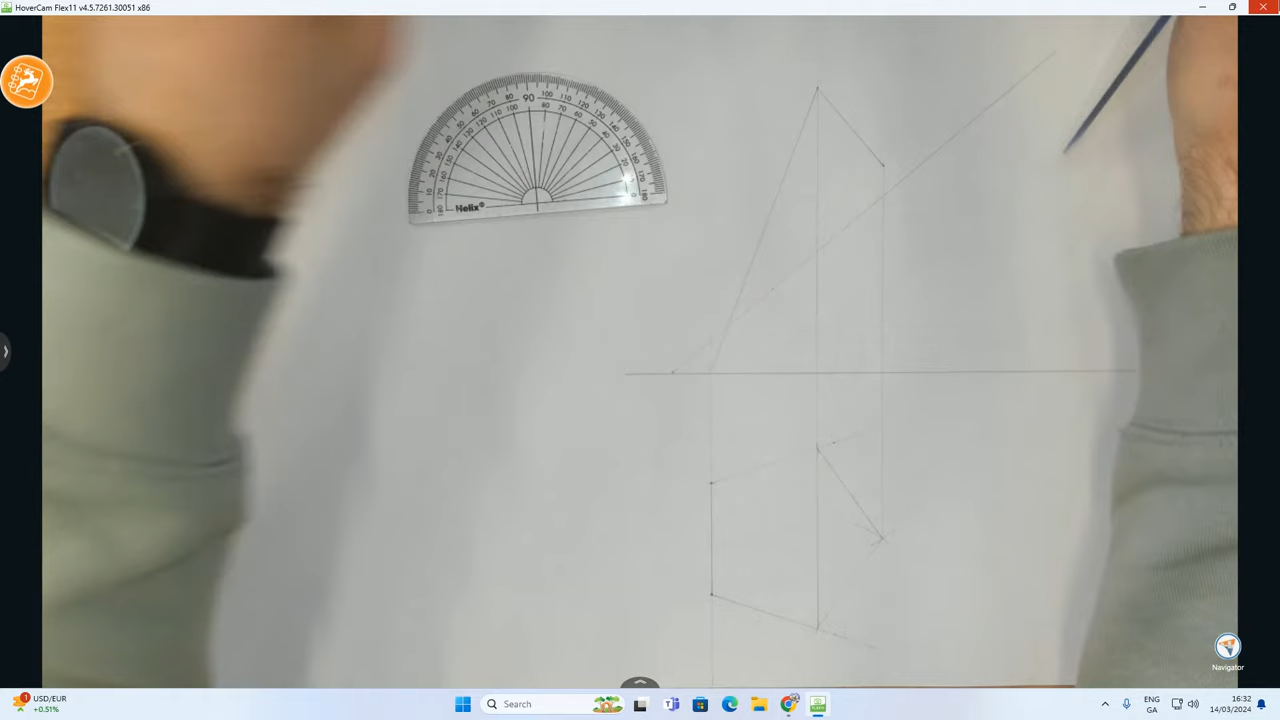 HoverCam Flex11 v4.5.7261.30051 x86
Helix®
90
Navigator
USD/EUR
+0.51%
Search
ENG
GA
16:32
14/03/2024